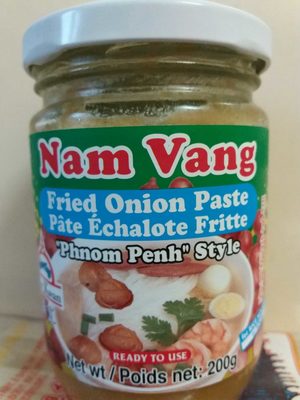 Nam Vang
Fried Onion Paste
Pâte Échalote Fritte
"Phnom Penh" Style
READY TO USE
Net wt / Poids net: 200g